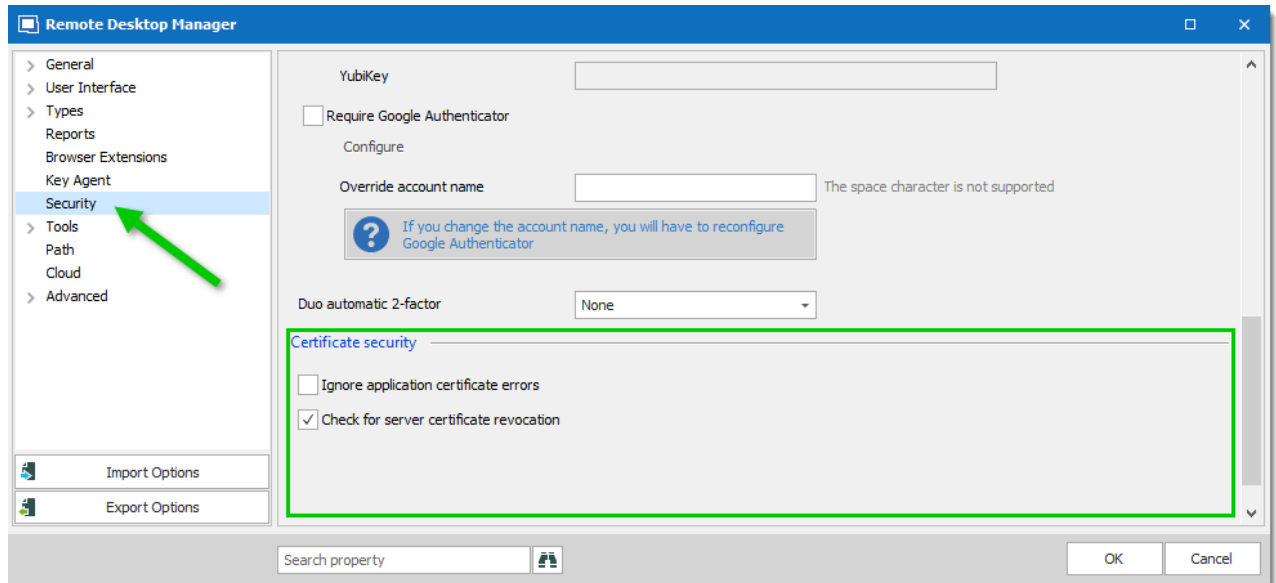 Remote Desktop Manager
General
User Interface
Types
Reports
Browser Extensions
Key Agent
Security
Tools
Path
Cloud
Advanced
Import Options
Export Options
YubiKey
Require Google Authenticator
Configure
Override account name
The space character is not supported
If you change the account name, you will have to reconfigure
Google Authenticator
Duo automatic 2-factor
None
Certificate security
Ignore application certificate errors
Check for server certificate revocation
Search property
OK
Cancel